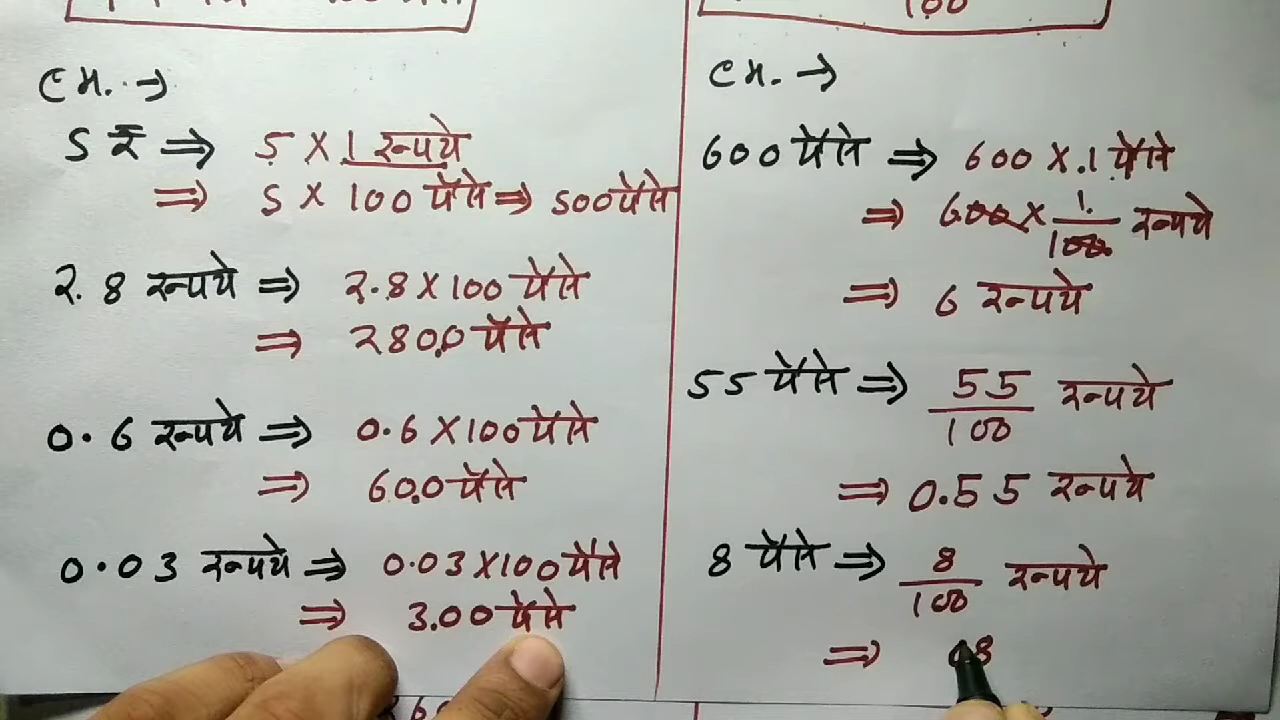 100
Ex. →
5 ₹ ⇒ 5 × 1 रुपये
⇒ 5 × 100 पैसे ⇒ 500 पैसे
2.8 रुपये ⇒ 2.8 × 100 पैसे
⇒ 280.0 पैसे
0.6 रुपये ⇒ 0.6 × 100 पैसे
⇒ 60.0 पैसे
0.03 रुपये ⇒ 0.03 × 100 पैसे
⇒ 3.00 पैसे
Ex. →
600 पैसे ⇒ 600 × 1 पैसे
⇒ 600 × 1/100 रुपये
⇒ 6 रुपये
55 पैसे ⇒ 55/100 रुपये
⇒ 0.55 रुपये
8 पैसे ⇒ 8/100 रुपये
⇒ 08